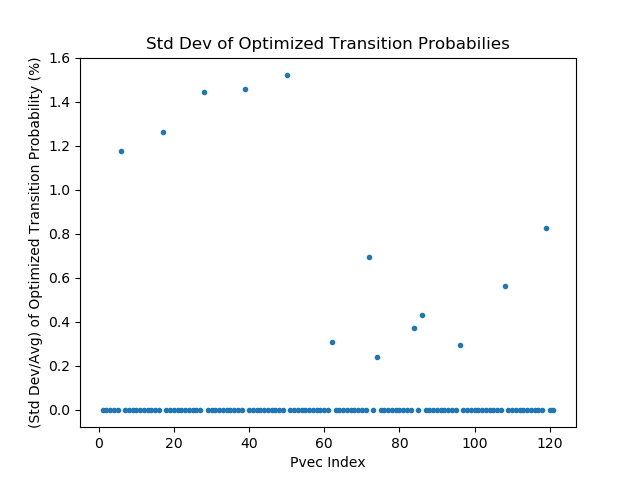 Std Dev of Optimized Transition Probabilies
(Std Dev/Avg) of Optimized Transition Probability (%)
1.6
1.4
1.2
1.0
0.8
0.6
0.4
0.2
0.0
0 20 40 60 80 100 120
Pvec Index